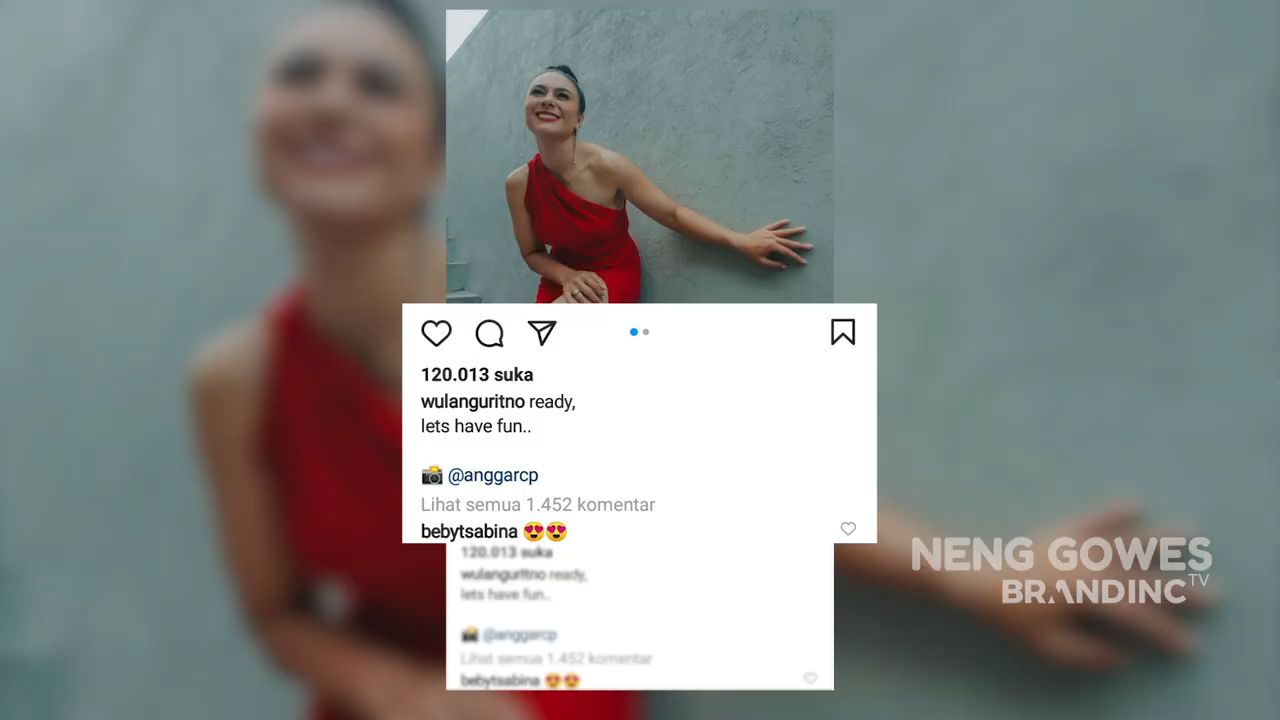 120.013 suka
wulanguritno ready,
lets have fun..
📸 @anggarcp
Lihat semua 1.452 komentar
bebytsabina 😍😍
120.013 suka
wulanguritno ready,
lets have fun..
📸 @anggarcp
Lihat semua 1.452 komentar
bebytsabina 😍😍
NENG GOWES
BRANDINC TV